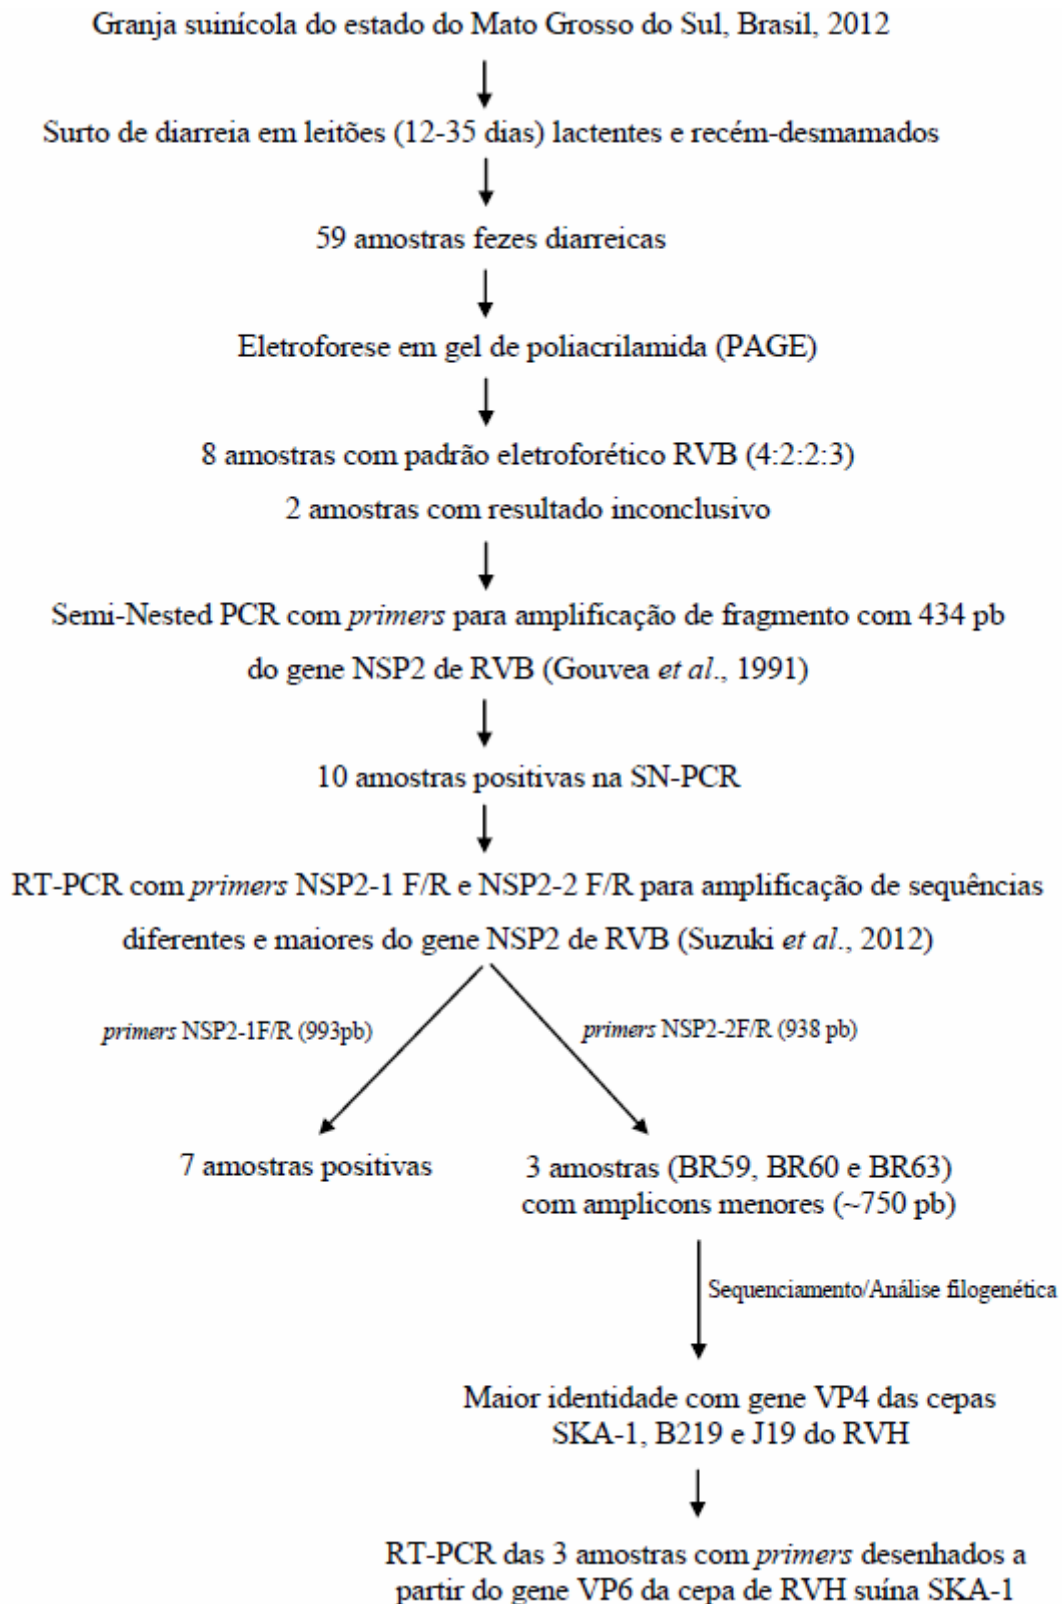 Granja suinícola do estado do Mato Grosso do Sul, Brasil, 2012
Surto de diarreia em leitões (12-35 dias) lactentes e recém-desmamados
59 amostras fezes diarreicas
Eletroforese em gel de poliacrilamida (PAGE)
8 amostras com padrão eletroforético RVB (4:2:2:3)
2 amostras com resultado inconclusivo
Semi-Nested PCR com primers para amplificação de fragmento com 434 pb
do gene NSP2 de RVB (Gouvea et al., 1991)
10 amostras positivas na SN-PCR
RT-PCR com primers NSP2-1 F/R e NSP2-2 F/R para amplificação de sequências
diferentes e maiores do gene NSP2 de RVB (Suzuki et al., 2012)
primers NSP2-1F/R (993pb)
primers NSP2-2F/R (938 pb)
7 amostras positivas
3 amostras (BR59, BR60 e BR63)
com amplicons menores (~750 pb)
Sequenciamento/Análise filogenética
Maior identidade com gene VP4 das cepas
SKA-1, B219 e J19 do RVH
RT-PCR das 3 amostras com primers desenhados a
partir do gene VP6 da cepa de RVH suína SKA-1